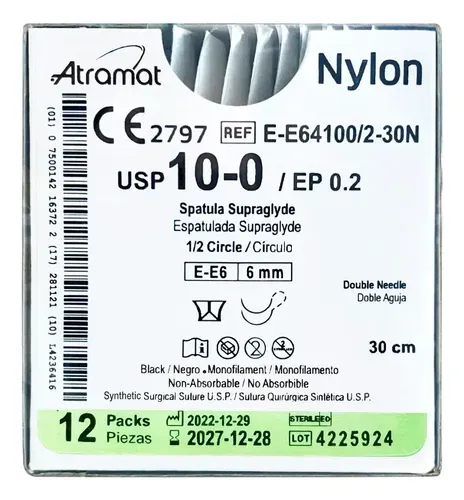 Atramat
Nylon
(01) 0 7500142 16372 2 (17) 281121 (10) L4236416
CE 2797 REF E-E64100/2-30N
USP 10-0 / EP 0.2
Spatula Supraglyde
Espatulada Supraglyde
1/2 Circle / Círculo
E-E6 6 mm
Double Needle
Doble Aguja
2
30 cm
Black / Negro • Monofilament / Monofilamento
Non-Absorbable / No Absorbible
Synthetic Surgical Suture U.S.P. / Sutura Quirúrgica Sintética U.S.P.
12 Packs
Piezas
2022-12-29
2027-12-28
STERILE EO
LOT 4225924